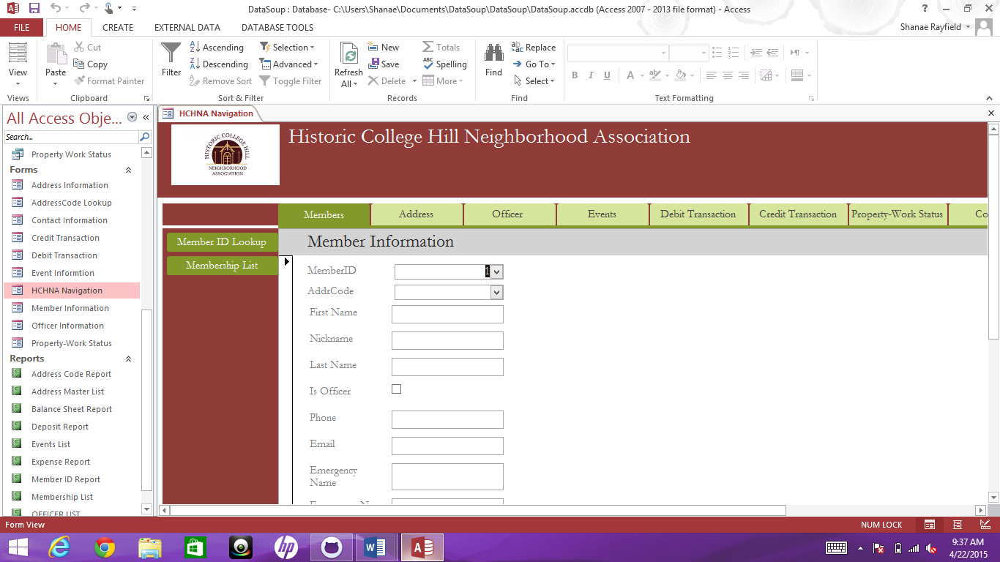 DataSoup : Database- C:\Users\Shanae\Documents\DataSoup\DataSoup\DataSoup.accdb (Access 2007 - 2013 file format) - Access
FILE HOME CREATE EXTERNAL DATA DATABASE TOOLS Shanae Rayfield
View
Views
Paste
Cut
Copy
Format Painter
Clipboard
Filter
Ascending
Descending
Remove Sort
Selection
Advanced
Toggle Filter
Sort & Filter
Refresh
All
New
Save
Delete
Totals
Spelling
More
Records
Find
Replace
Go To
Select
Find
B I U A
Text Formatting
All Access Obje...
Search...
Property Work Status
Forms
Address Information
AddressCode Lookup
Contact Information
Credit Transaction
Debit Transaction
Event Informtion
HCHNA Navigation
Member Information
Officer Information
Property-Work Status
Reports
Address Code Report
Address Master List
Balance Sheet Report
Deposit Report
Events List
Expense Report
Member ID Report
Membership List
OFFICER LIST
HCHNA Navigation
HISTORIC COLLEGE HILL
NEIGHBORHOOD
ASSOCIATION
Historic College Hill Neighborhood Association
Members Address Officer Events Debit Transaction Credit Transaction Property-Work Status Co
Member ID Lookup
Membership List
Member Information
MemberID 1
AddrCode
First Name
Nickname
Last Name
Is Officer
Phone
Email
Emergency
Name
Form View NUM LOCK
9:37 AM
4/22/2015